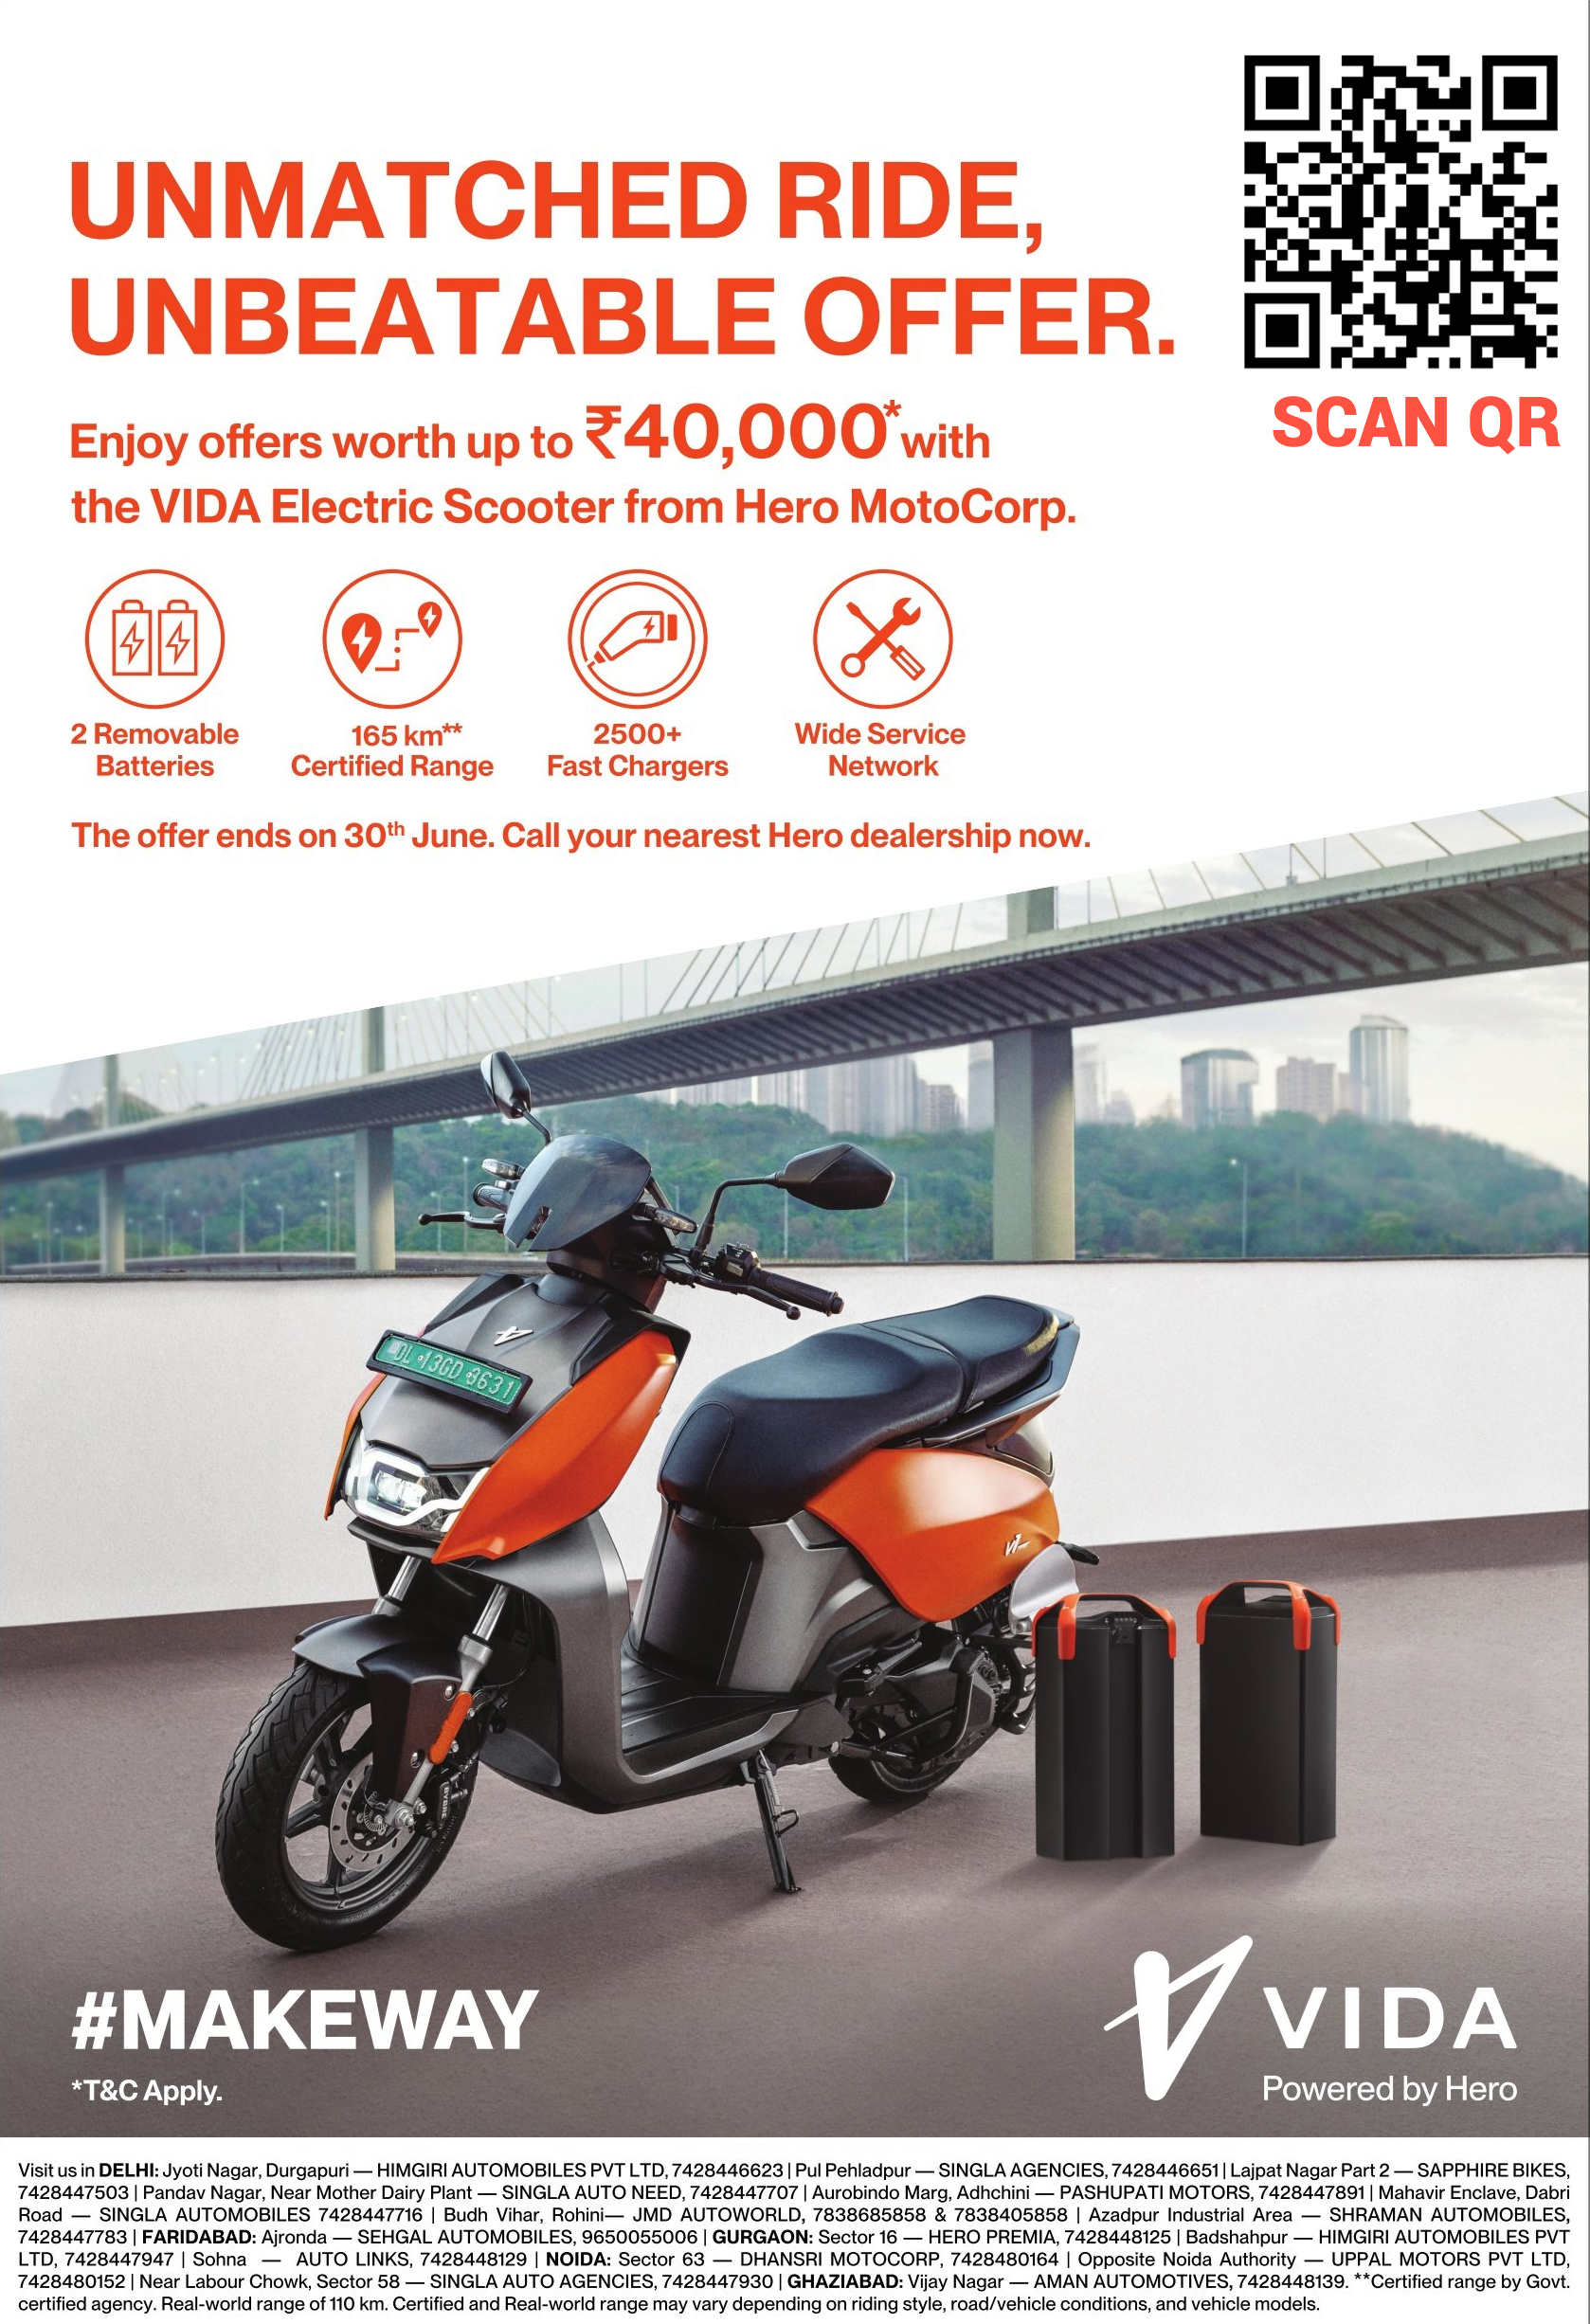 UNMATCHED RIDE,
UNBEATABLE OFFER.
SCAN QR
Enjoy offers worth up to ₹40,000* with
the VIDA Electric Scooter from Hero MotoCorp.
2 Removable
Batteries
165 km**
Certified Range
2500+
Fast Chargers
Wide Service
Network
The offer ends on 30th June. Call your nearest Hero dealership now.
DL 13GD 3631
#MAKEWAY
*T&C Apply.
VIDA
Powered by Hero
Visit us in DELHI: Jyoti Nagar, Durgapuri — HIMGIRI AUTOMOBILES PVT LTD, 7428446623 | Pul Pehladpur — SINGLA AGENCIES, 7428446651 | Lajpat Nagar Part 2 — SAPPHIRE BIKES,
7428447503 | Pandav Nagar, Near Mother Dairy Plant — SINGLA AUTO NEED, 7428447707 | Aurobindo Marg, Adhchini — PASHUPATI MOTORS, 7428447891 | Mahavir Enclave, Dabri
Road — SINGLA AUTOMOBILES 7428447716 | Budh Vihar, Rohini— JMD AUTOWORLD, 7838685858 & 7838405858 | Azadpur Industrial Area — SHRAMAN AUTOMOBILES,
7428447783 | FARIDABAD: Ajronda — SEHGAL AUTOMOBILES, 9650055006 | GURGAON: Sector 16 — HERO PREMIA, 7428448125 | Badshahpur — HIMGIRI AUTOMOBILES PVT
LTD, 7428447947 | Sohna — AUTO LINKS, 7428448129 | NOIDA: Sector 63 — DHANSRI MOTOCORP, 7428480164 | Opposite Noida Authority — UPPAL MOTORS PVT LTD,
7428480152 | Near Labour Chowk, Sector 58 — SINGLA AUTO AGENCIES, 7428447930 | GHAZIABAD: Vijay Nagar — AMAN AUTOMOTIVES, 7428448139. **Certified range by Govt.
certified agency. Real-world range of 110 km. Certified and Real-world range may vary depending on riding style, road/vehicle conditions, and vehicle models.